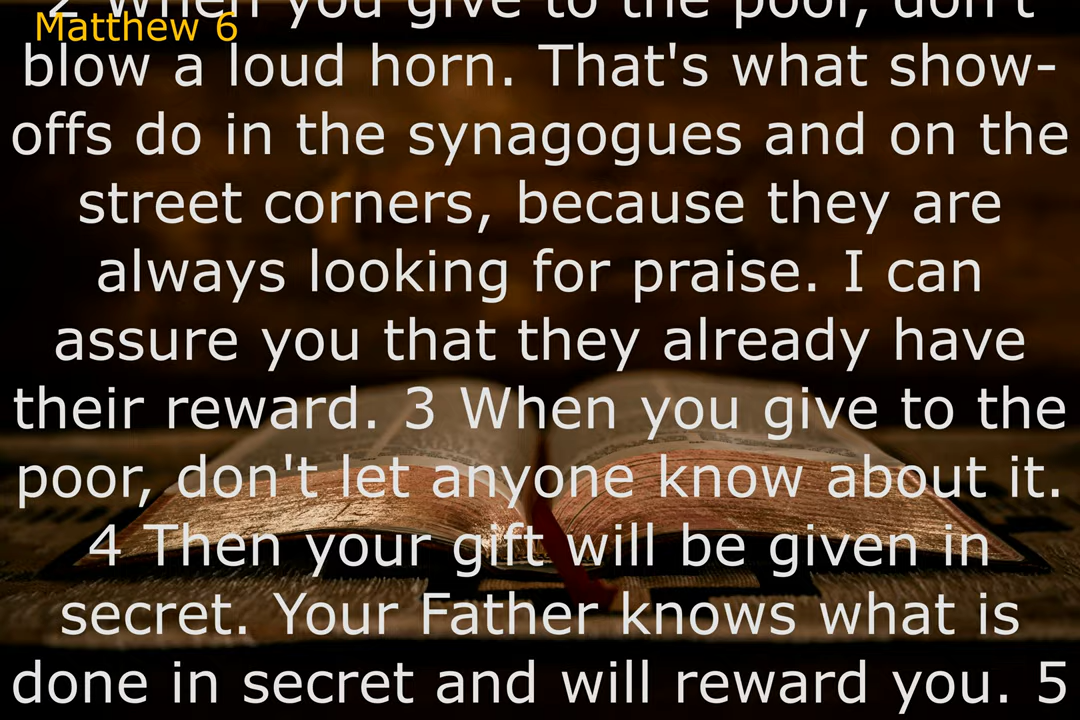 2 When you give to the poor, don't
Matthew 6
blow a loud horn. That's what show-
offs do in the synagogues and on the
street corners, because they are
always looking for praise. I can
assure you that they already have
their reward. 3 When you give to the
poor, don't let anyone know about it.
4 Then your gift will be given in
secret. Your Father knows what is
done in secret and will reward you. 5